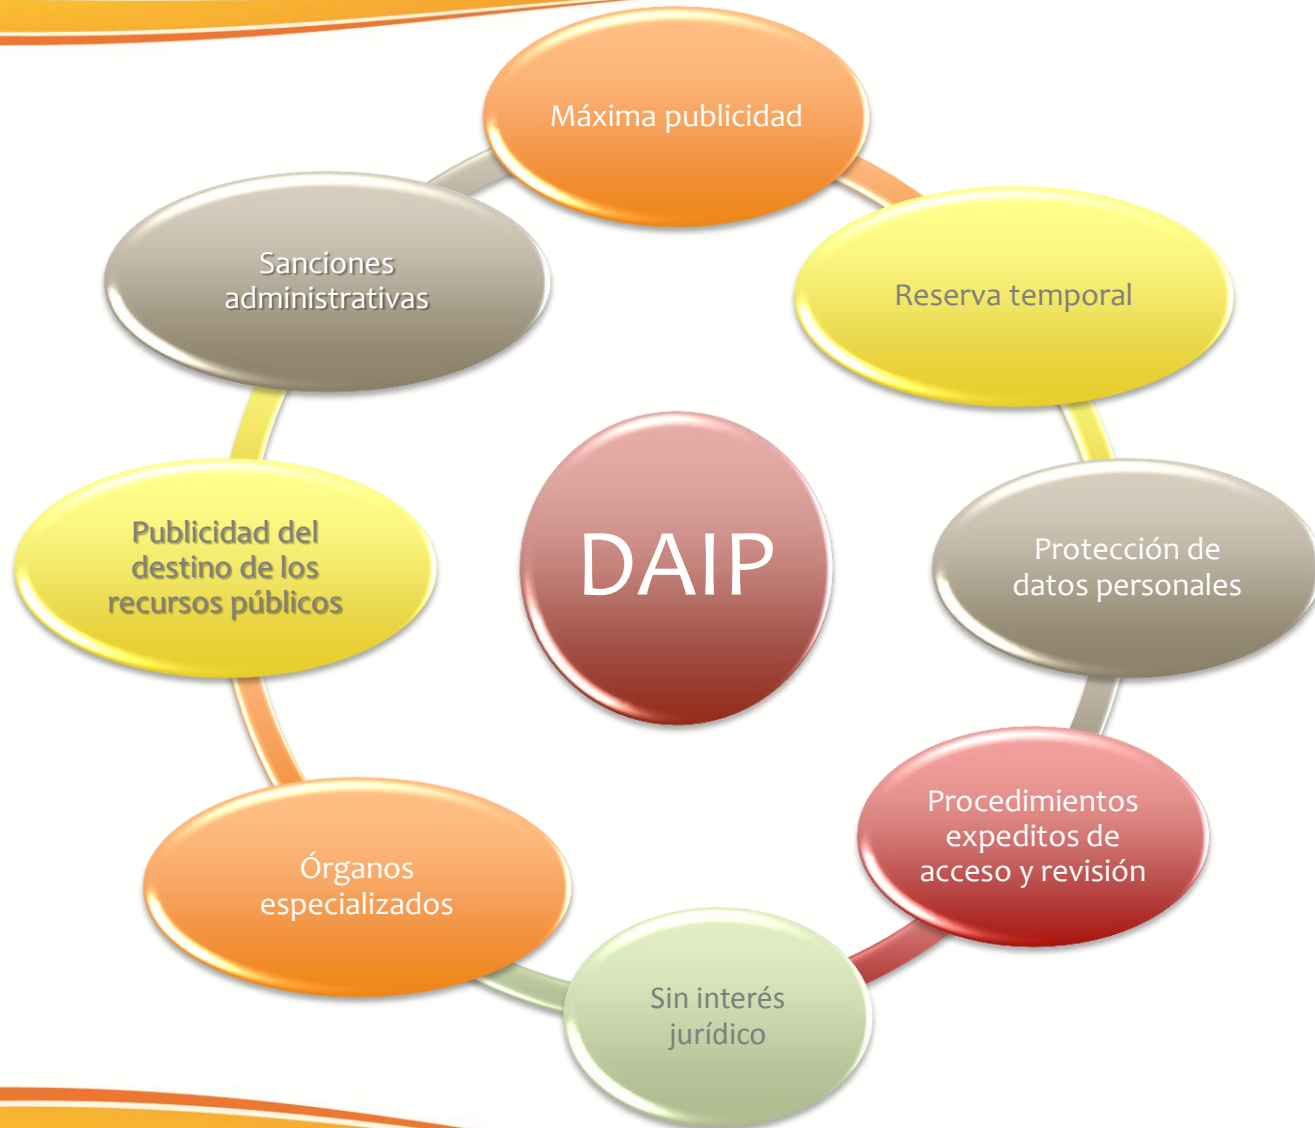 Máxima publicidad
Reserva temporal
Protección de
datos personales
Procedimientos
expeditos de
acceso y revisión
Sin interés
jurídico
Órganos
especializados
Publicidad del
destino de los
recursos públicos
Sanciones
administrativas
DAIP